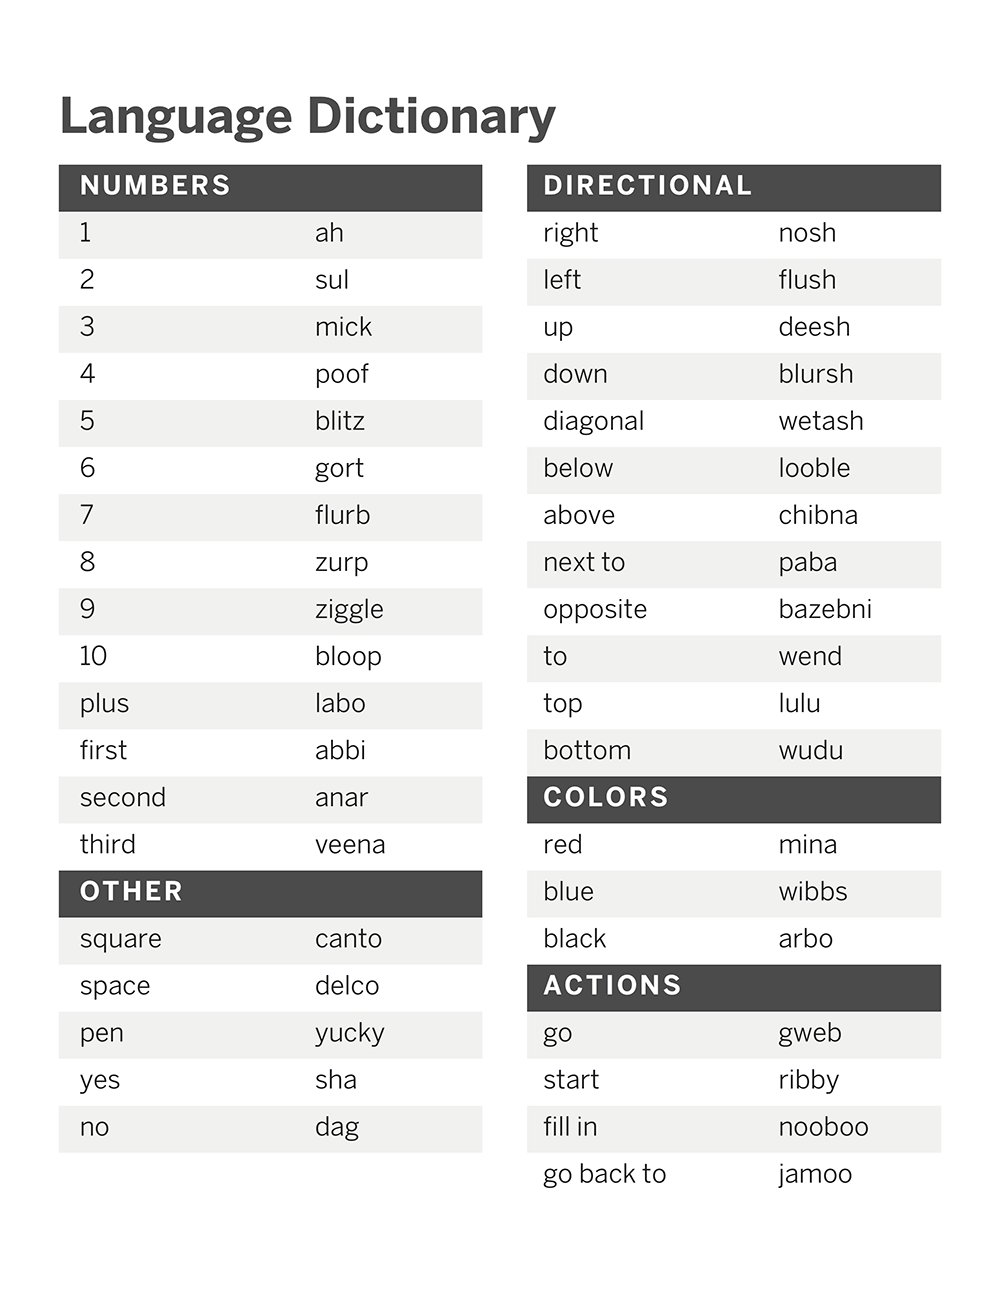 Language Dictionary
NUMBERS
1 ah
2 sul
3 mick
4 poof
5 blitz
6 gort
7 flurb
8 zurp
9 ziggle
10 bloop
plus labo
first abbi
second anar
third veena
OTHER
square canto
space delco
pen yucky
yes sha
no dag
DIRECTIONAL
right nosh
left flush
up deesh
down blursh
diagonal wetash
below looble
above chibna
next to paba
opposite bazebni
to wend
top lulu
bottom wudu
COLORS
red mina
blue wibbs
black arbo
ACTIONS
go gweb
start ribby
fill in nooboo
go back to jamoo